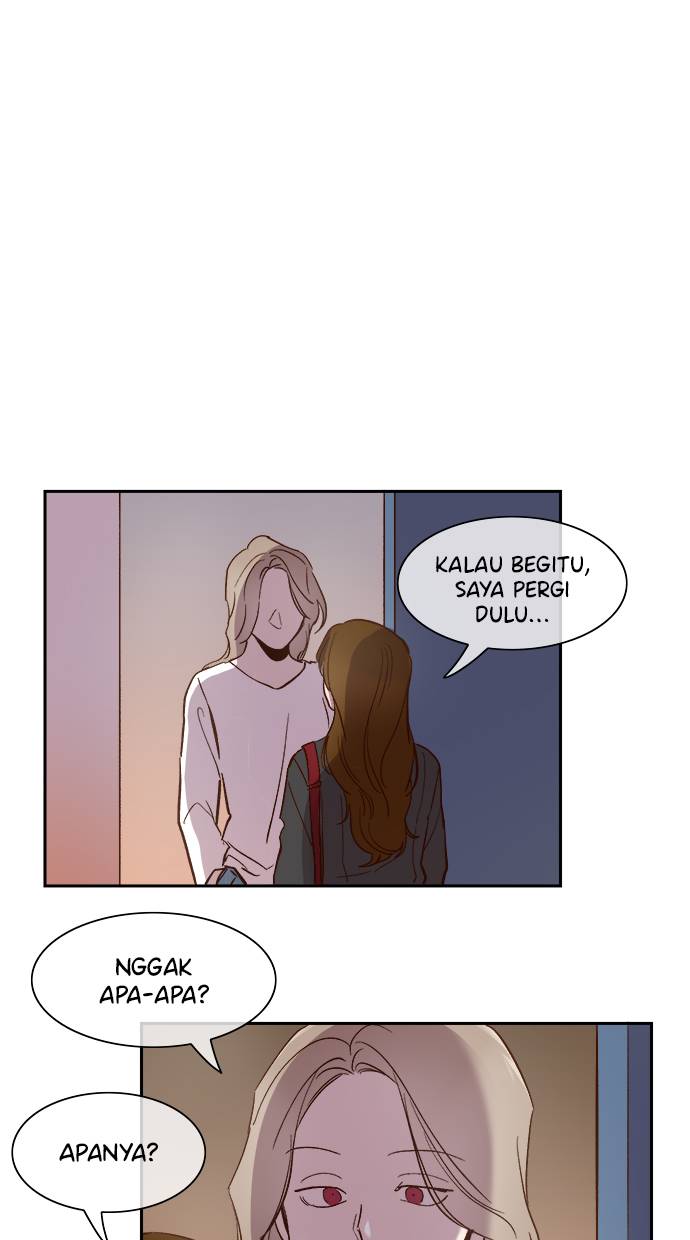 KALAU BEGITU,
SAYA PERGI
DULU...
NGGAK
APA-APA?
APANYA?